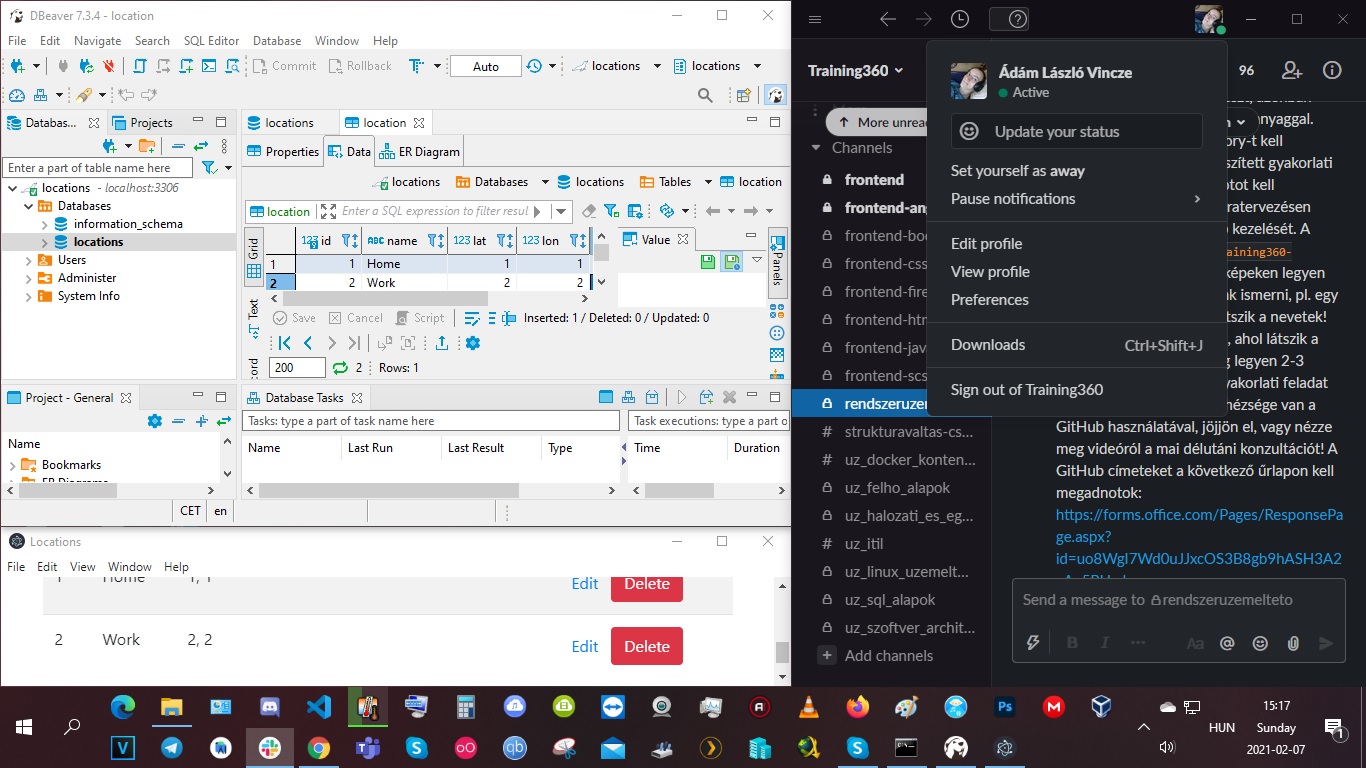 DBeaver 7.3.4 - location
File Edit Navigate Search SQL Editor Database Window Help
Commit Rollback Auto locations locations
Databas... Projects
Enter a part of table name here
locations - localhost:3306
Databases
information_schema
locations
Users
Administer
System Info
locations location
Properties Data ER Diagram
locations Databases locations Tables location
location Enter a SQL expression to filter resul
Grid
Text
ord
123 id ABC name 123 lat 123 lon
1 1 Home 1 1
2 2 Work 2 2
Value
Panels
Save Cancel Script Inserted: 1 / Deleted: 0 / Updated: 0
200 2 Rows: 1
Project - General
Name
Bookmarks
ER Diagrams
Database Tasks
Tasks: type a part of task name here Task executions: type a part o
Name Last Run Last Result Type Time Duration
CET en
Locations
File Edit View Window Help
1 Home 1, 1 Edit Delete
2 Work 2, 2 Edit Delete
Training360
More unrea
Channels
frontend
frontend-an
frontend-boo
frontend-css
frontend-fire
frontend-htm
frontend-jav
frontend-scs
rendszeruzem
strukturavaltas-cs...
uz_docker_konten...
uz_felho_alapok
uz_halozati_es_eg...
uz_itil
uz_linux_uzemelt...
uz_sql_alapok
uz_szoftver_archit...
Add channels
Ádám László Vincze
Active
Update your status
Set yourself as away
Pause notifications
Edit profile
View profile
Preferences
Downloads Ctrl+Shift+J
Sign out of Training360
96
nyaggal.
ory-t kell
szített gyakorlati
otot kell
ratervezésen
kezelését. A
aining360-
képeken legyen
k ismerni, pl. egy
tszik a nevetek!
, ahol látszik a
g legyen 2-3
yakorlati feladat
nézsége van a
GitHub használatával, jöjjön el, vagy nézze
meg videóról a mai délutáni konzultációt! A
GitHub címeteket a következő űrlapon kell
megadnotok:
https://forms.office.com/Pages/ResponsePa
ge.aspx?
id=uo8Wgl7Wd0uJJxcOS3B8gb9hASH3A2
Send a message to rendszeruzemelteto
HUN
15:17
Sunday
2021-02-07
1